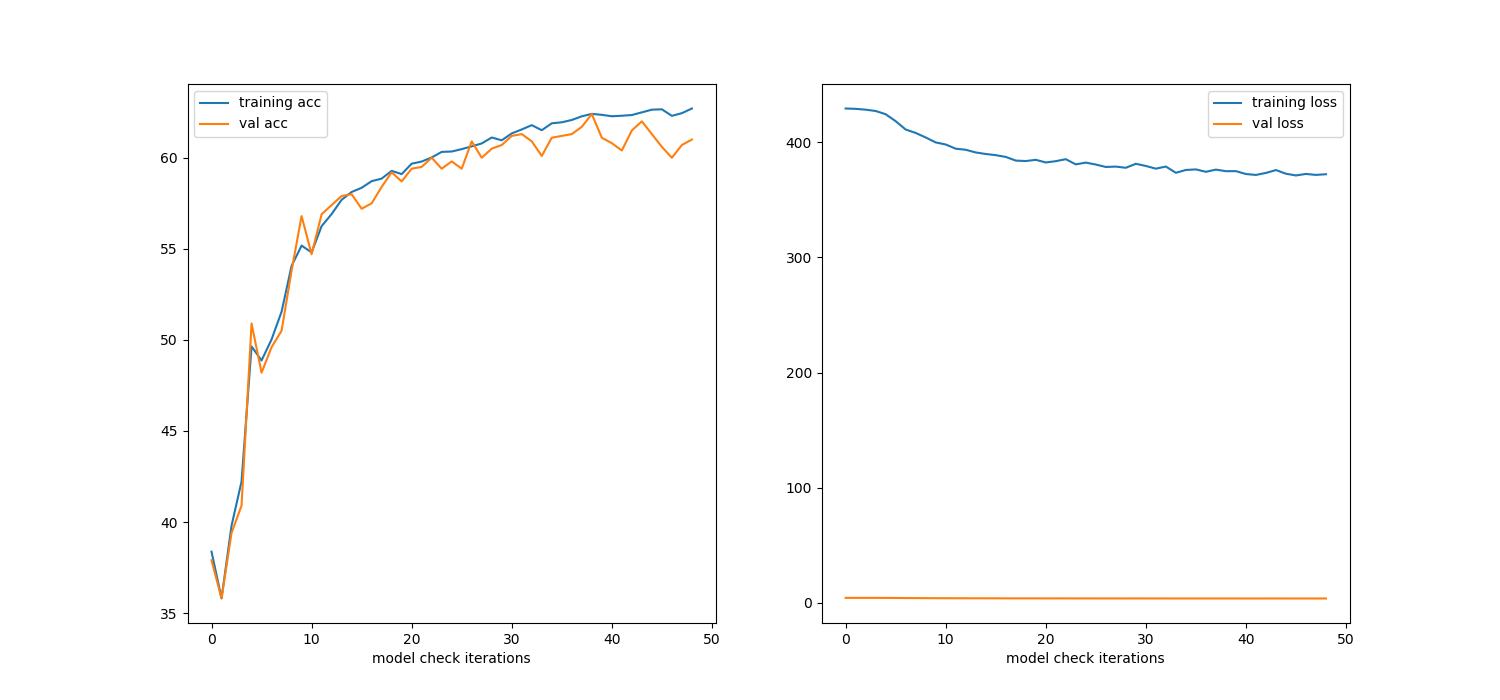 training acc
val acc
60
55
50
45
40
35
0 10 20 30 40 50
model check iterations
training loss
val loss
400
300
200
100
0
0 10 20 30 40 50
model check iterations